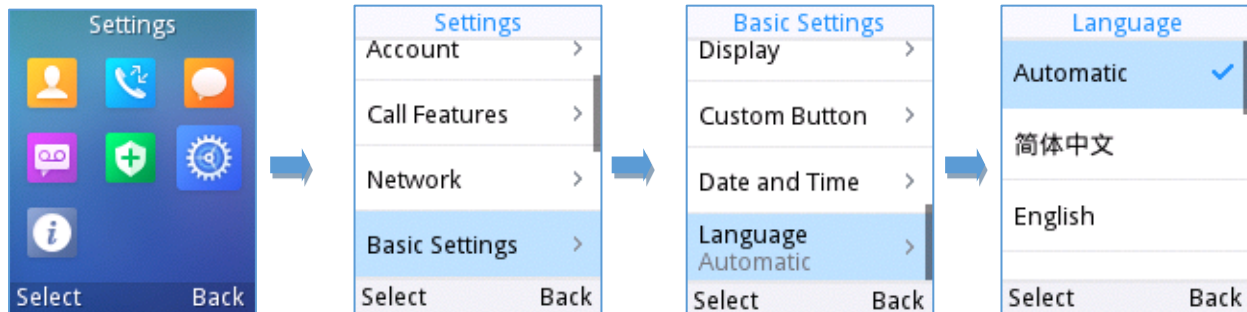 Settings
Select Back
Settings
Account
Call Features
Network
Basic Settings
Select Back
Basic Settings
Display
Custom Button
Date and Time
Language
Automatic
Select Back
Language
Automatic
简体中文
English
Select Back